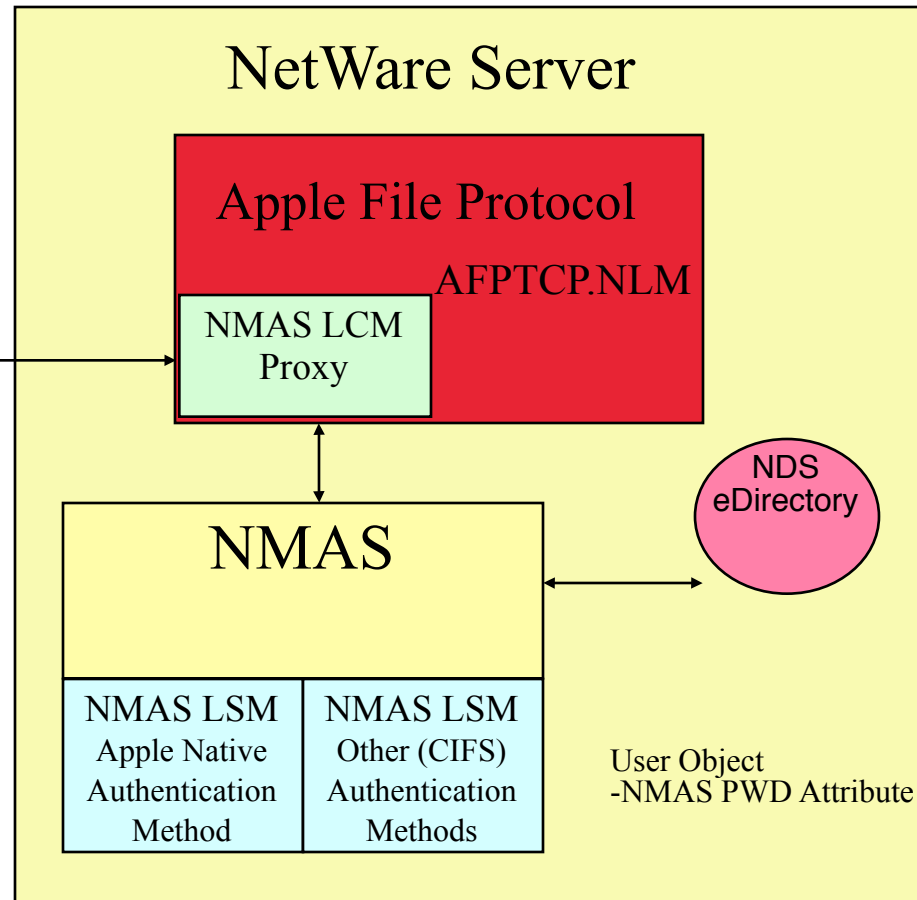 NetWare Server
Apple File Protocol
AFPTCP.NLM
NMAS LCM
Proxy
NDS
eDirectory
NMAS
NMAS LSM
Apple Native
Authentication
Method
NMAS LSM
Other (CIFS)
Authentication
Methods
User Object
-NMAS PWD Attribute